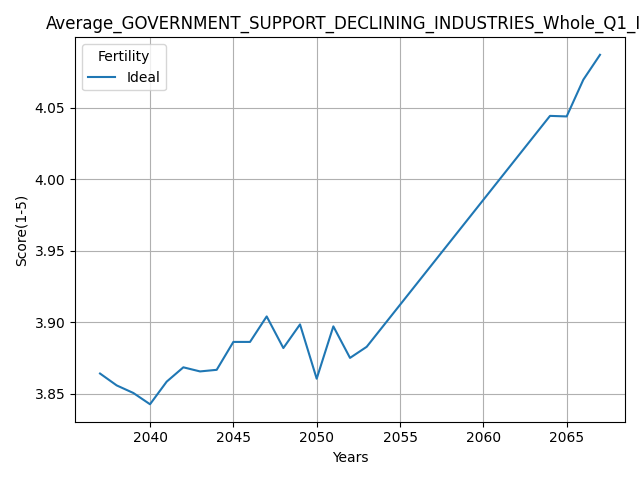 Average_GOVERNMENT_SUPPORT_DECLINING_INDUSTRIES_Whole_Q1_I
Fertility
Ideal
4.05
4.00
3.95
3.90
3.85
Score(1-5)
2040 2045 2050 2055 2060 2065
Years